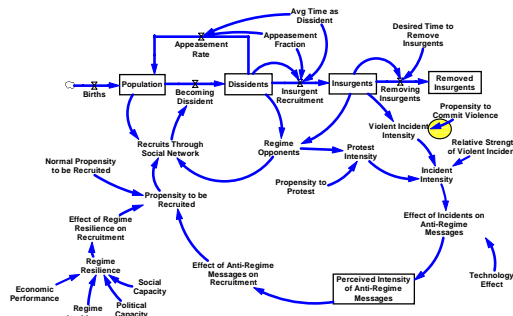 Avg Time as
Dissident
Appeasement
Fraction
Desired Time to
Remove
Insurgents
Appeasement
Rate
Births
Population
Becoming
Dissident
Dissidents
Insurgent
Recruitment
Insurgents
Removing
Insurgents
Removed
Insurgents
Propensity to
Commit Violence
Violent Incident
Intensity
Recruits Through
Social Network
Regime
Opponents
Protest
Intensity
Relative
of Violent
Incident
Intensity
Normal Propensity
to be Recruited
Propensity to be
Recruited
Propensity to
Protest
Effect of Regime
Resilience on
Recruitment
Effect of Incidents on
Anti-Regime
Messages
Regime
Resilience
Effect of Anti-Regime
Messages on
Recruitment
Technology
Effect
Economic
Performance
Social
Capacity
Perceived Intensity
of Anti-Regime
Messages
Political
Capacity
Regime